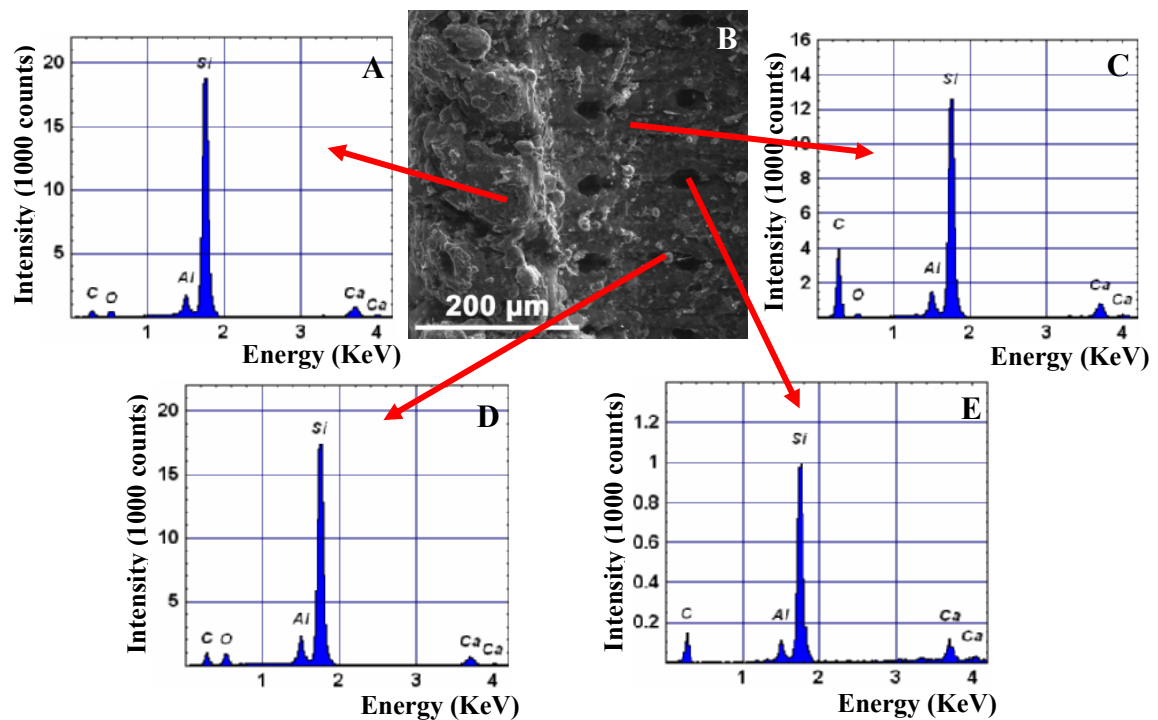 A
Intensity (1000 counts)
20
15
10
5
Si
C
O
Al
Ca
Ca
1
2
3
4
Energy (KeV)
B
200 µm
C
Intensity (1000 counts)
16
14
12
10
8
6
4
2
Si
C
O
Al
Ca
Ca
1
2
3
4
Energy (KeV)
D
Intensity (1000 counts)
20
15
10
5
Si
C
O
Al
Ca
Ca
1
2
3
4
Energy (KeV)
E
Intensity (1000 counts)
1.2
1
0.8
0.6
0.4
0.2
Si
C
Al
Ca
Ca
1
2
3
4
Energy (KeV)